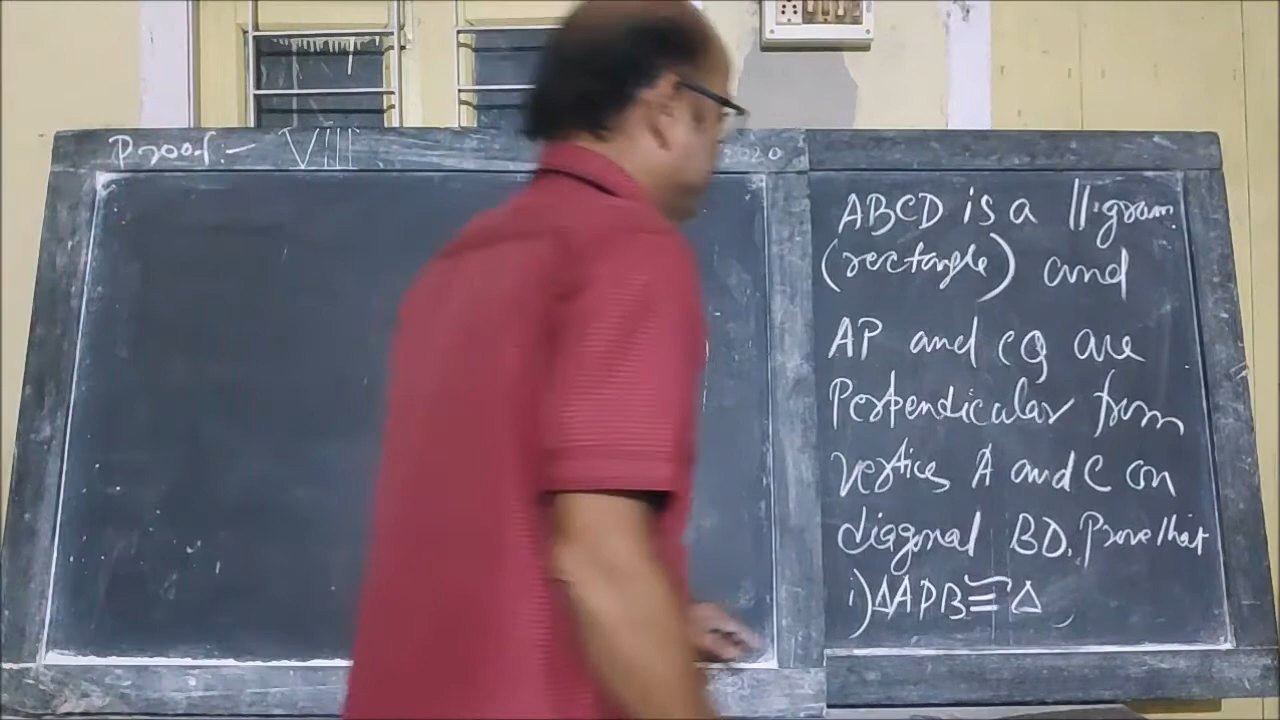 Proof:- VIII
2020
ABCD is a ||gram
(rectangle) and
AP and CQ are
Perpendicular from
vertices A and C on
diagonal BD. Prove that
i) ΔAPB ≅ Δ